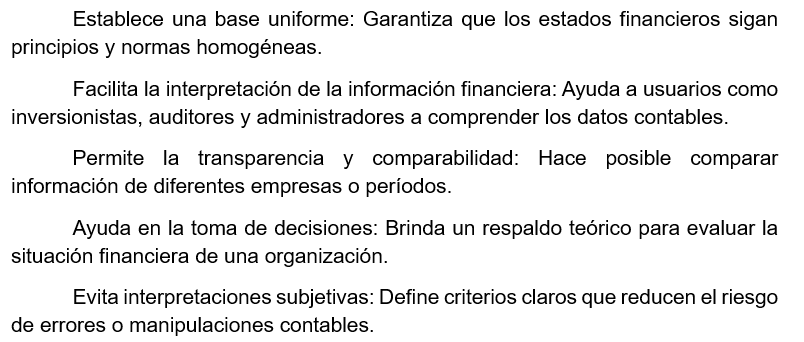 Establece una base uniforme: Garantiza que los estados financieros sigan
principios y normas homogéneas.
Facilita la interpretación de la información financiera: Ayuda a usuarios como
inversionistas, auditores y administradores a comprender los datos contables.
Permite la transparencia y comparabilidad: Hace posible comparar
información de diferentes empresas o períodos.
Ayuda en la toma de decisiones: Brinda un respaldo teórico para evaluar la
situación financiera de una organización.
Evita interpretaciones subjetivas: Define criterios claros que reducen el riesgo
de errores o manipulaciones contables.